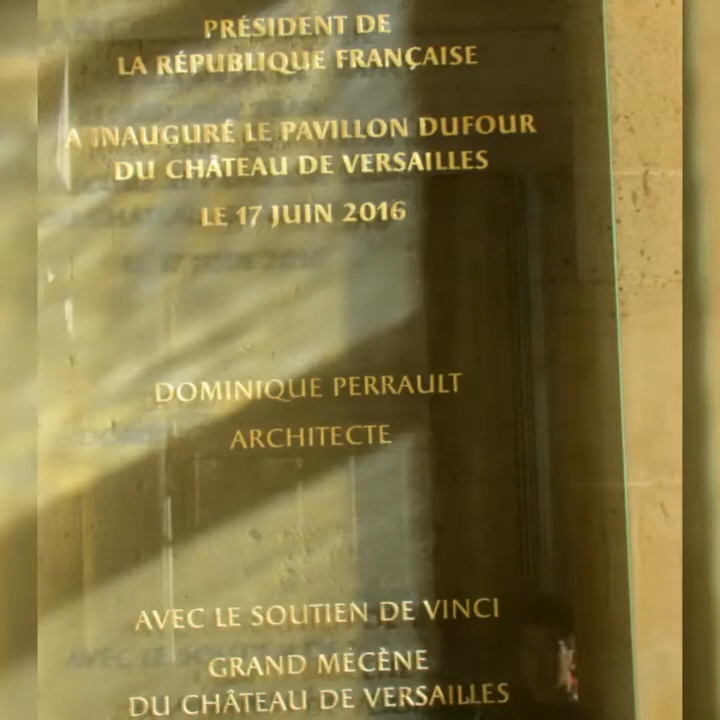 PRÉSIDENT DE
LA RÉPUBLIQUE FRANÇAISE
A INAUGURÉ LE PAVILLON DUFOUR
DU CHÂTEAU DE VERSAILLES
LE 17 JUIN 2016
DOMINIQUE PERRAULT
ARCHITECTE
AVEC LE SOUTIEN DE VINCI
GRAND MÉCÈNE
DU CHÂTEAU DE VERSAILLES